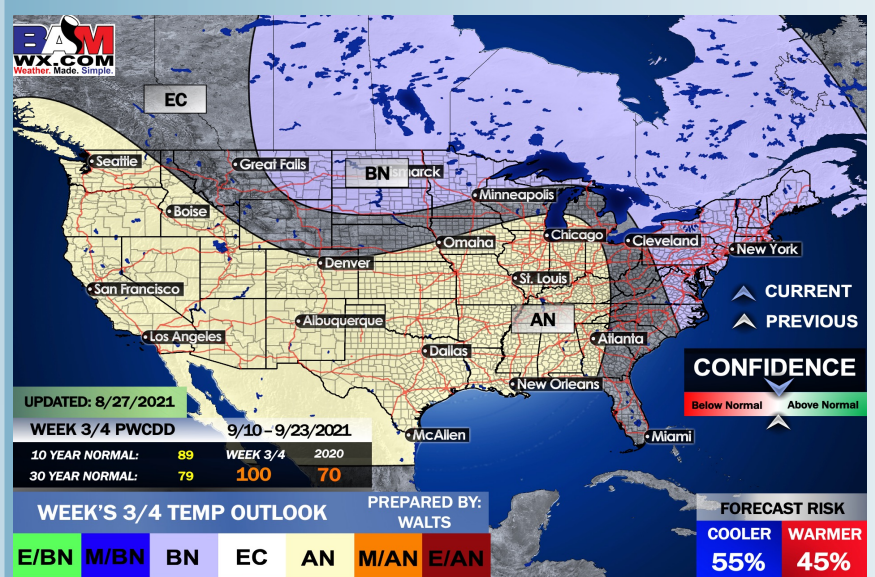 BAM
WX.COM
Weather. Made. Simple.
EC
Seattle
Great Falls
BN
marck
Minneapolis
Boise
Omaha
Chicago
Cleveland
New York
Denver
St. Louis
San Francisco
CURRENT
Albuquerque
AN
PREVIOUS
Los Angeles
Atlanta
Dallas
CONFIDENCE
New Orleans
Below Normal
Above Normal
UPDATED: 8/27/2021
WEEK 3/4 PWCDD 9/10 – 9/23/2021
McAllen
Miami
10 YEAR NORMAL: 89 WEEK 3/4 2020
30 YEAR NORMAL: 79 100 70
WEEK'S 3/4 TEMP OUTLOOK
PREPARED BY:
WALTS
FORECAST RISK
COOLER WARMER
55% 45%
E/BN M/BN BN EC AN M/AN E/AN